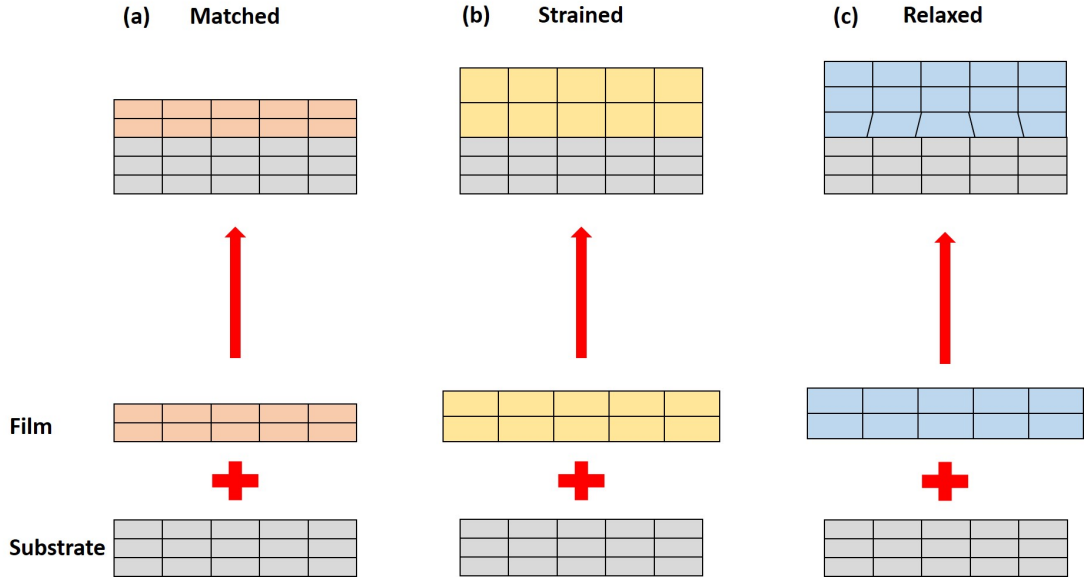 (a) Matched
(b) Strained
(c) Relaxed
Film
Substrate